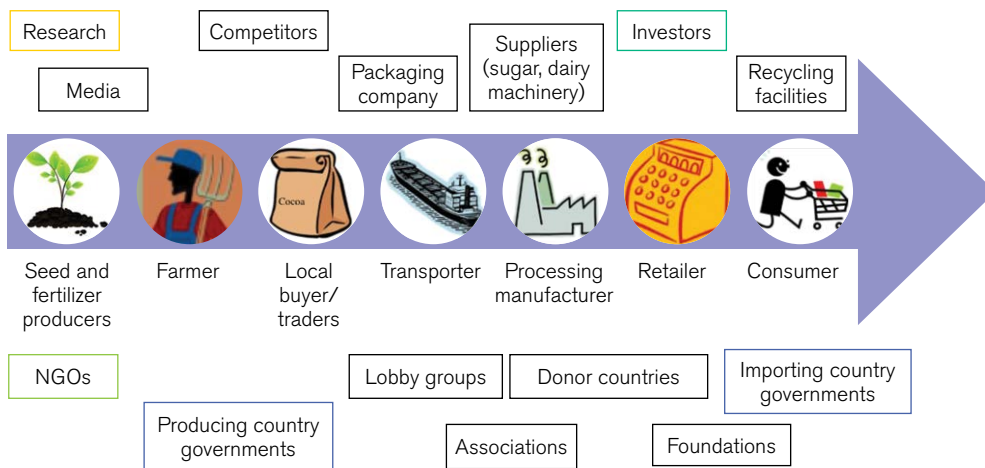 Research
Competitors
Suppliers
(sugar, dairy
machinery)
Investors
Media
Packaging
company
Recycling
facilities
Cocoa
Seed and
fertilizer
producers
Farmer
Local
buyer/
traders
Transporter
Processing
manufacturer
Retailer
Consumer
NGOs
Lobby groups
Donor countries
Importing country
governments
Producing country
governments
Associations
Foundations